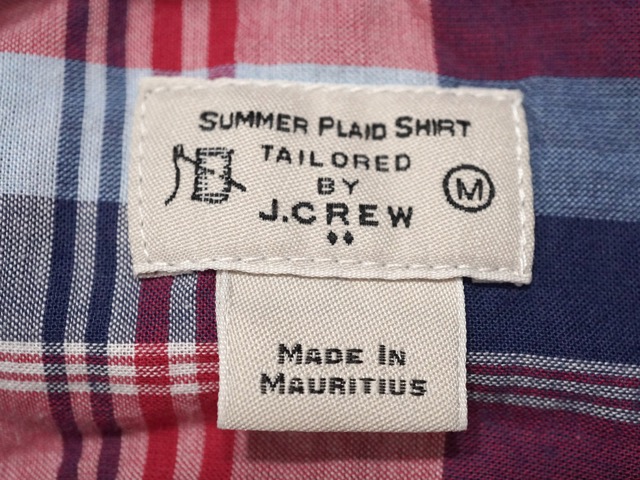 SUMMER PLAID SHIRT
TAILORED
BY
M
J.CREW
MADE IN
MAURITIUS